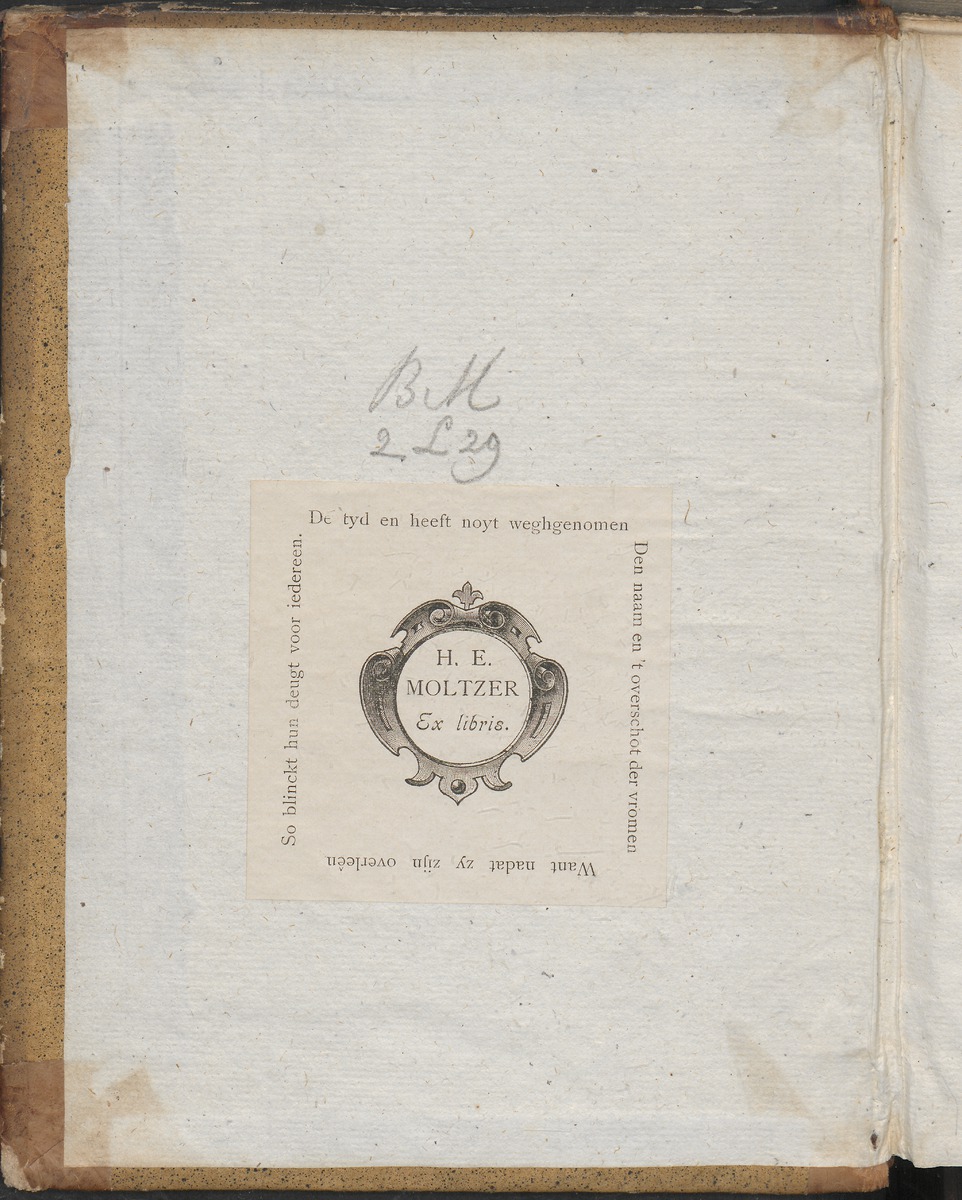 BM
2 L 29
De tyd en heeft noyt weghgenomen
Den naam en 't overschot der vromen
Want nadat zy zijn overleên
So blinckt hun deugt voor iedereen.
H. E.
MOLTZER
Ex libris.